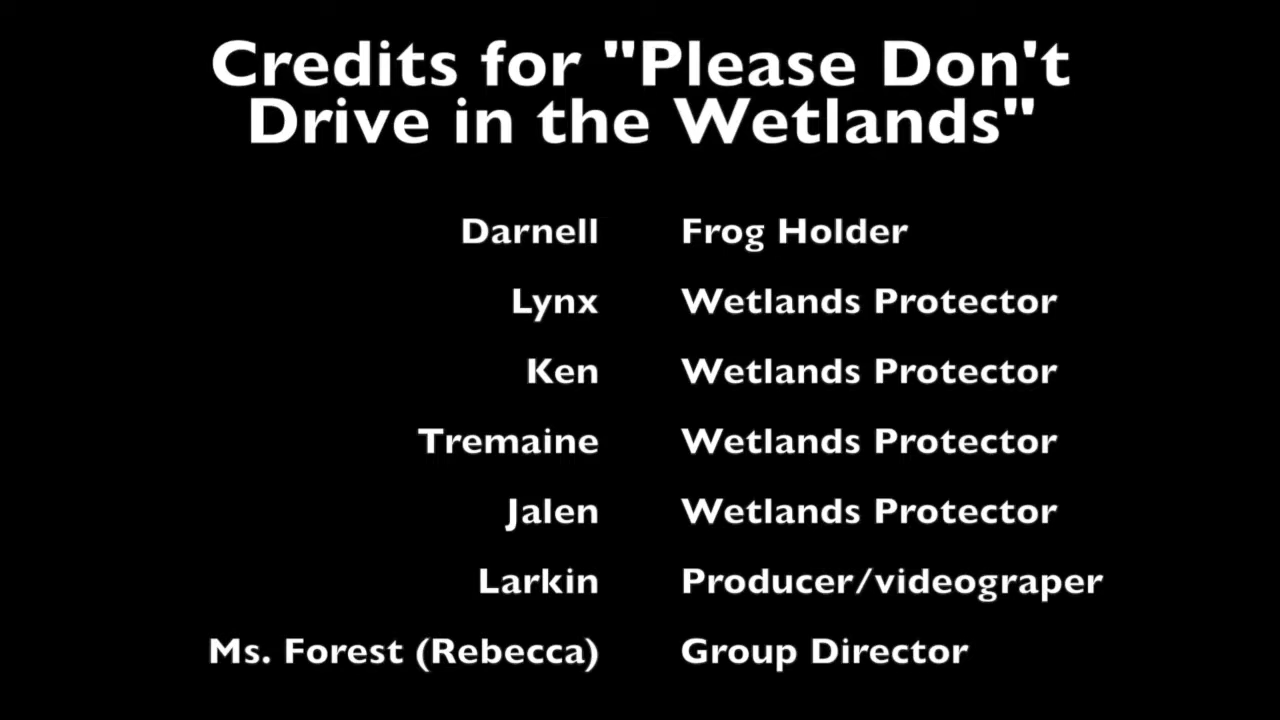 Credits for "Please Don't
Drive in the Wetlands"
Darnell Frog Holder
Lynx Wetlands Protector
Ken Wetlands Protector
Tremaine Wetlands Protector
Jalen Wetlands Protector
Larkin Producer/videograper
Ms. Forest (Rebecca) Group Director